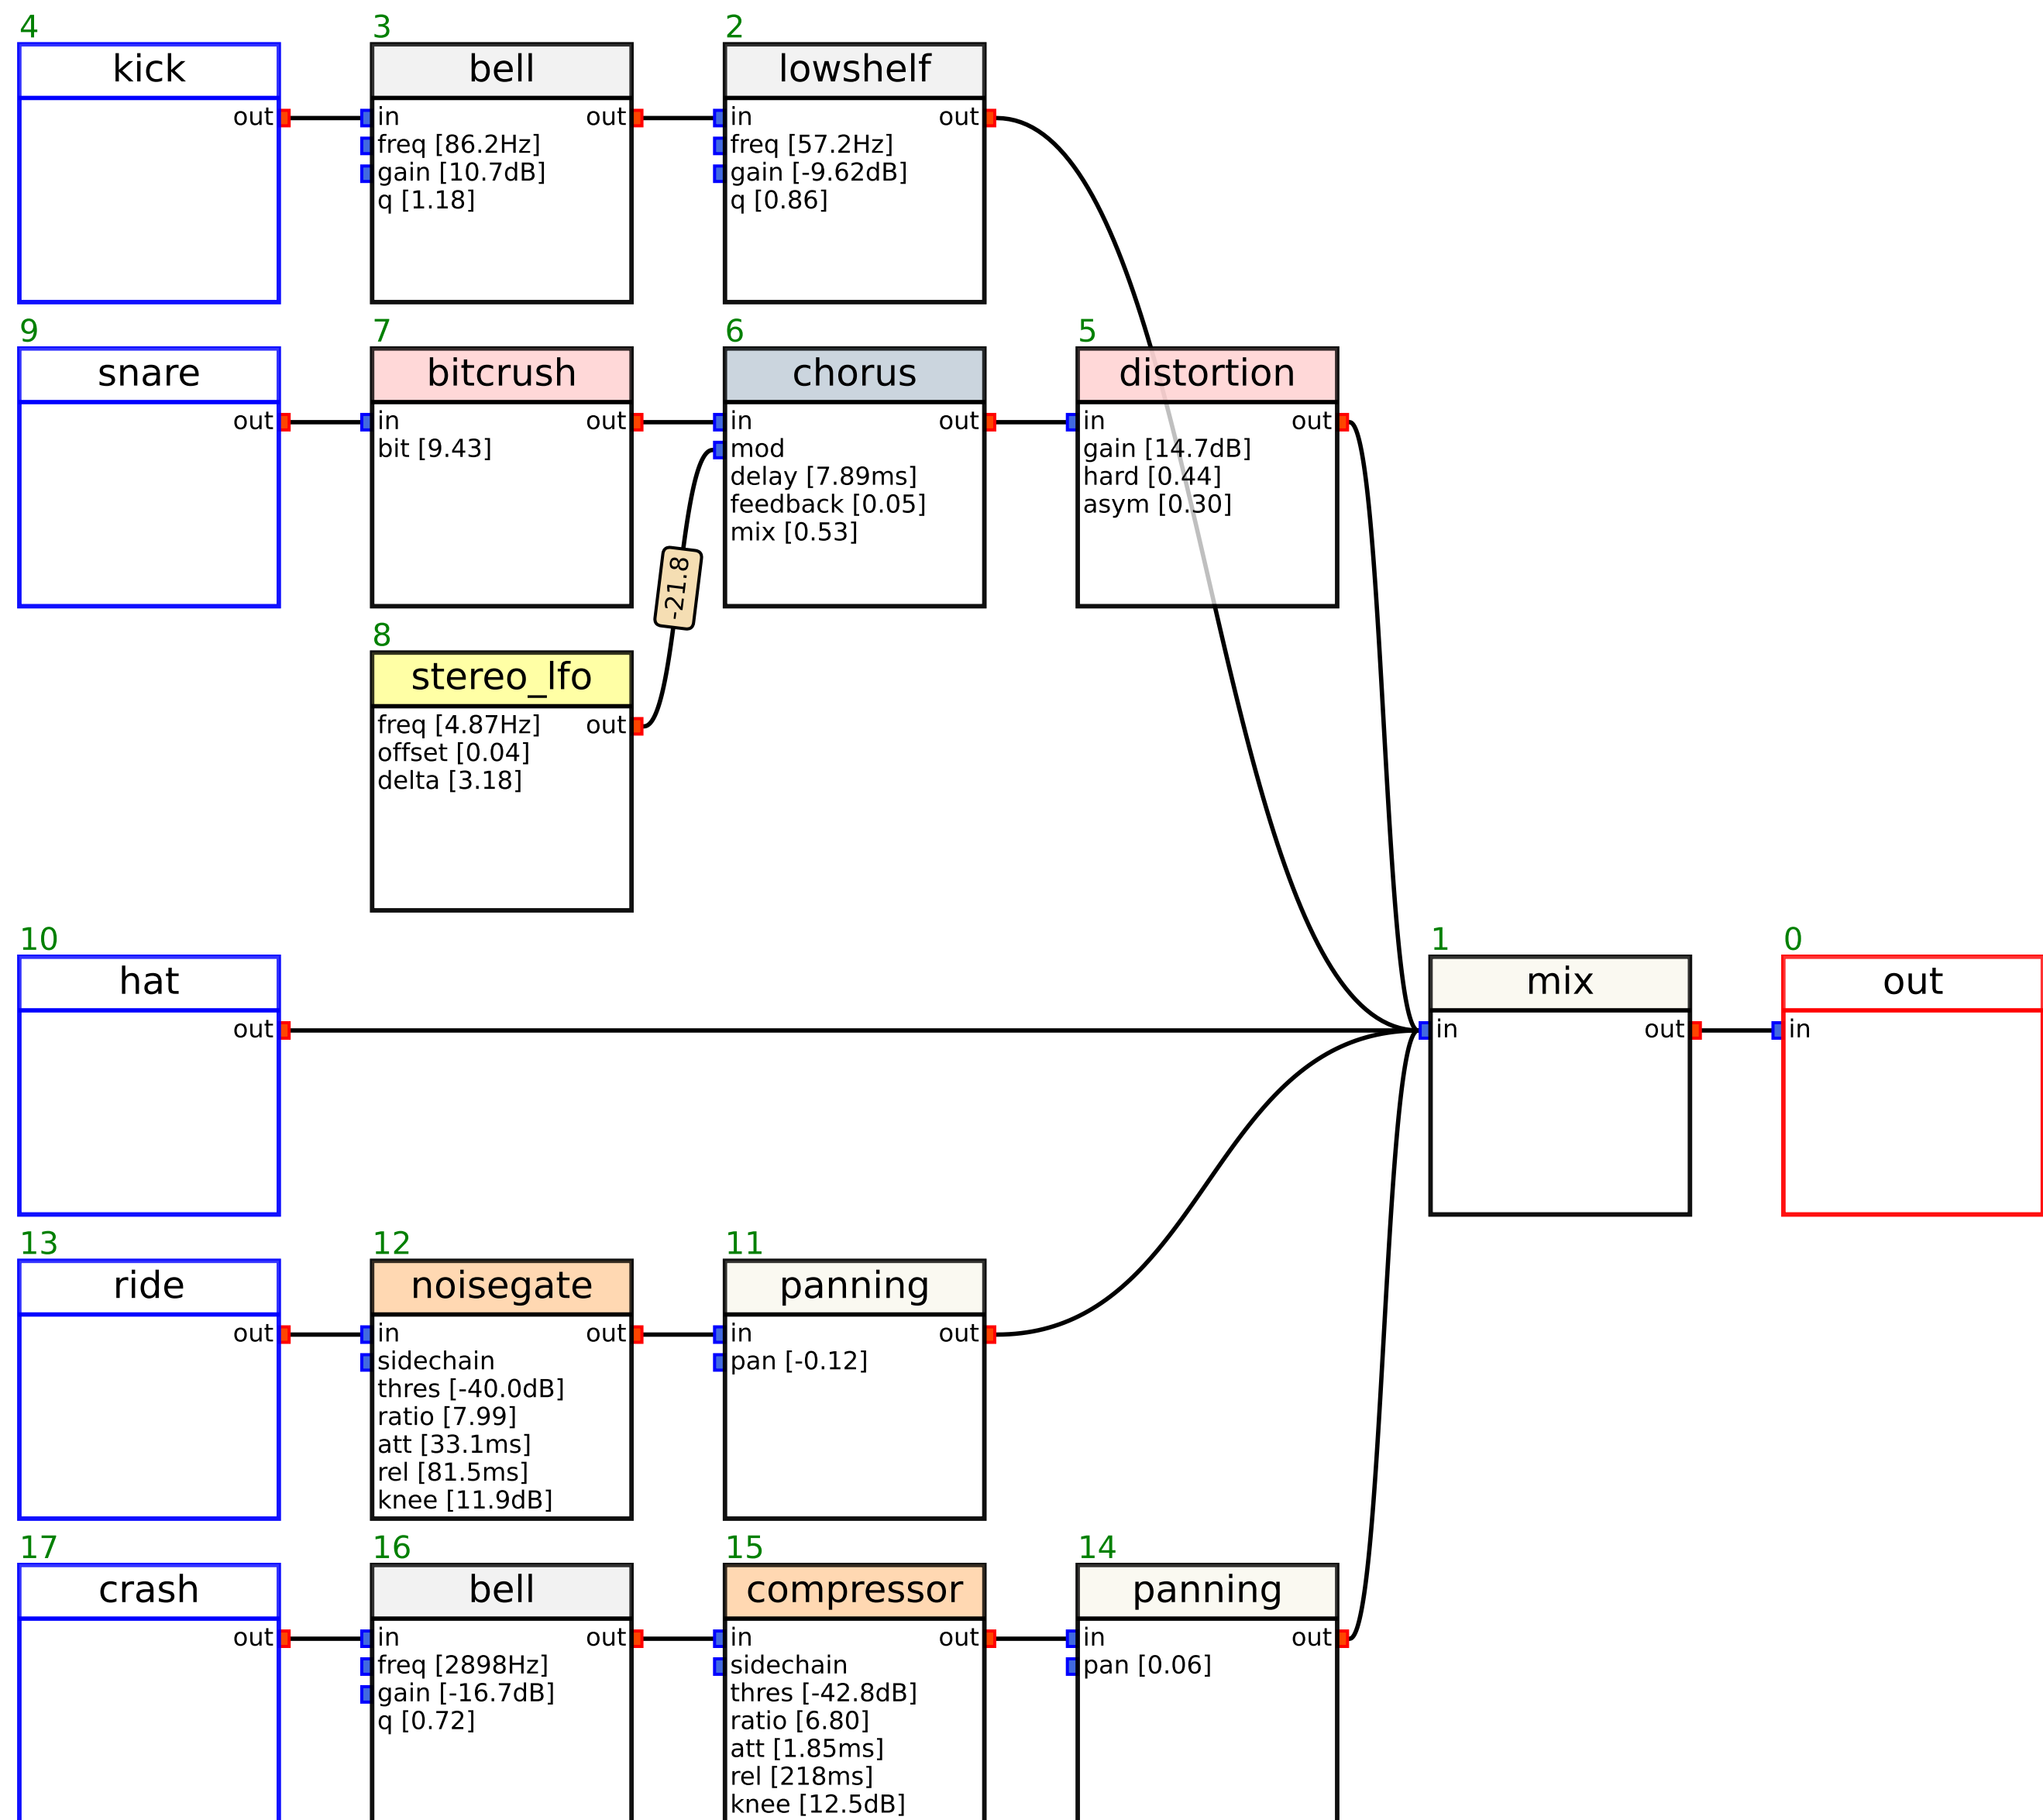 4
kick
out
3
bell
in
out
freq [86.2Hz]
gain [10.7dB]
q [1.18]
2
lowshelf
in
out
freq [57.2Hz]
gain [-9.62dB]
q [0.86]
9
snare
out
7
bitcrush
in
out
bit [9.43]
6
chorus
in
out
mod
delay [7.89ms]
feedback [0.05]
mix [0.53]
5
distortion
in
out
gain [14.7dB]
hard [0.44]
asym [0.30]
-21.8
8
stereo_lfo
freq [4.87Hz]
out
offset [0.04]
delta [3.18]
10
hat
out
1
mix
in
out
0
out
in
13
ride
out
12
noisegate
in
out
sidechain
thres [-40.0dB]
ratio [7.99]
att [33.1ms]
rel [81.5ms]
knee [11.9dB]
11
panning
in
out
pan [-0.12]
17
crash
out
16
bell
in
out
freq [2898Hz]
gain [-16.7dB]
q [0.72]
15
compressor
in
out
sidechain
thres [-42.8dB]
ratio [6.80]
att [1.85ms]
rel [218ms]
knee [12.5dB]
14
panning
in
out
pan [0.06]